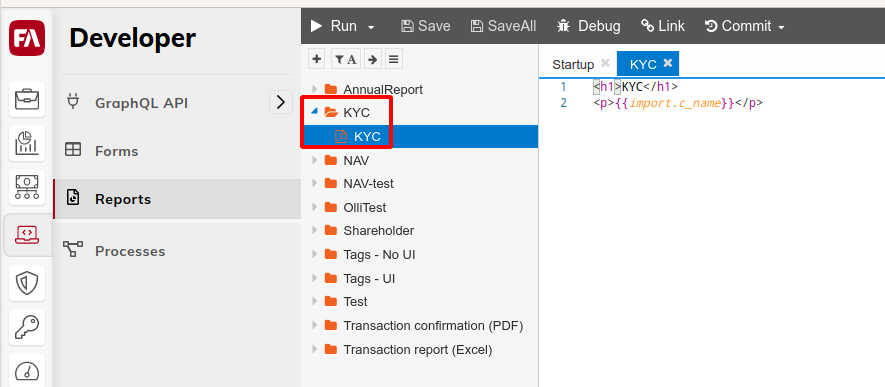 FA
Developer
GraphQL API
Forms
Reports
Processes
Run Save SaveAll Debug Link Commit
A
AnnualReport
KYC
KYC
NAV
NAV-test
OlliTest
Shareholder
Tags - No UI
Tags - UI
Test
Transaction confirmation (PDF)
Transaction report (Excel)
Startup KYC
1 <h1>KYC</h1>
2 <p>{{import.c_name}}</p>